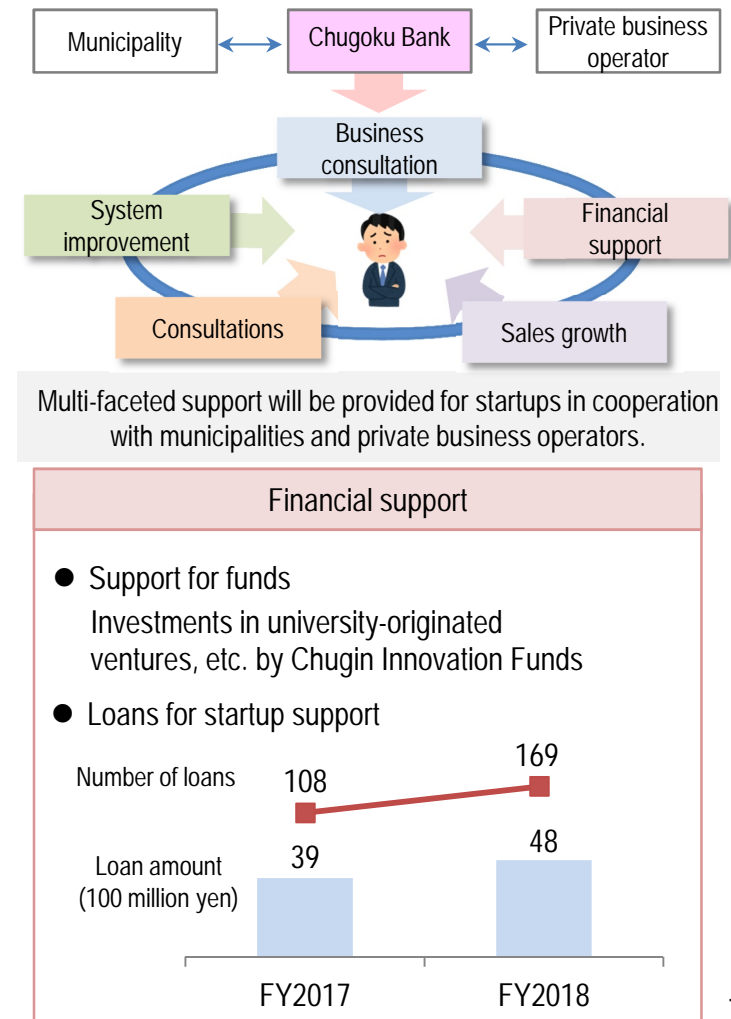 Municipality
Chugoku Bank
Private business
operator
Business
consultation
System
improvement
Financial
support
Consultations
Sales growth
Multi-faceted support will be provided for startups in cooperation
with municipalities and private business operators.
Financial support
● Support for funds
Investments in university-originated
ventures, etc. by Chugin Innovation Funds
● Loans for startup support
Number of loans
108
169
Loan amount
(100 million yen)
39
48
FY2017
FY2018